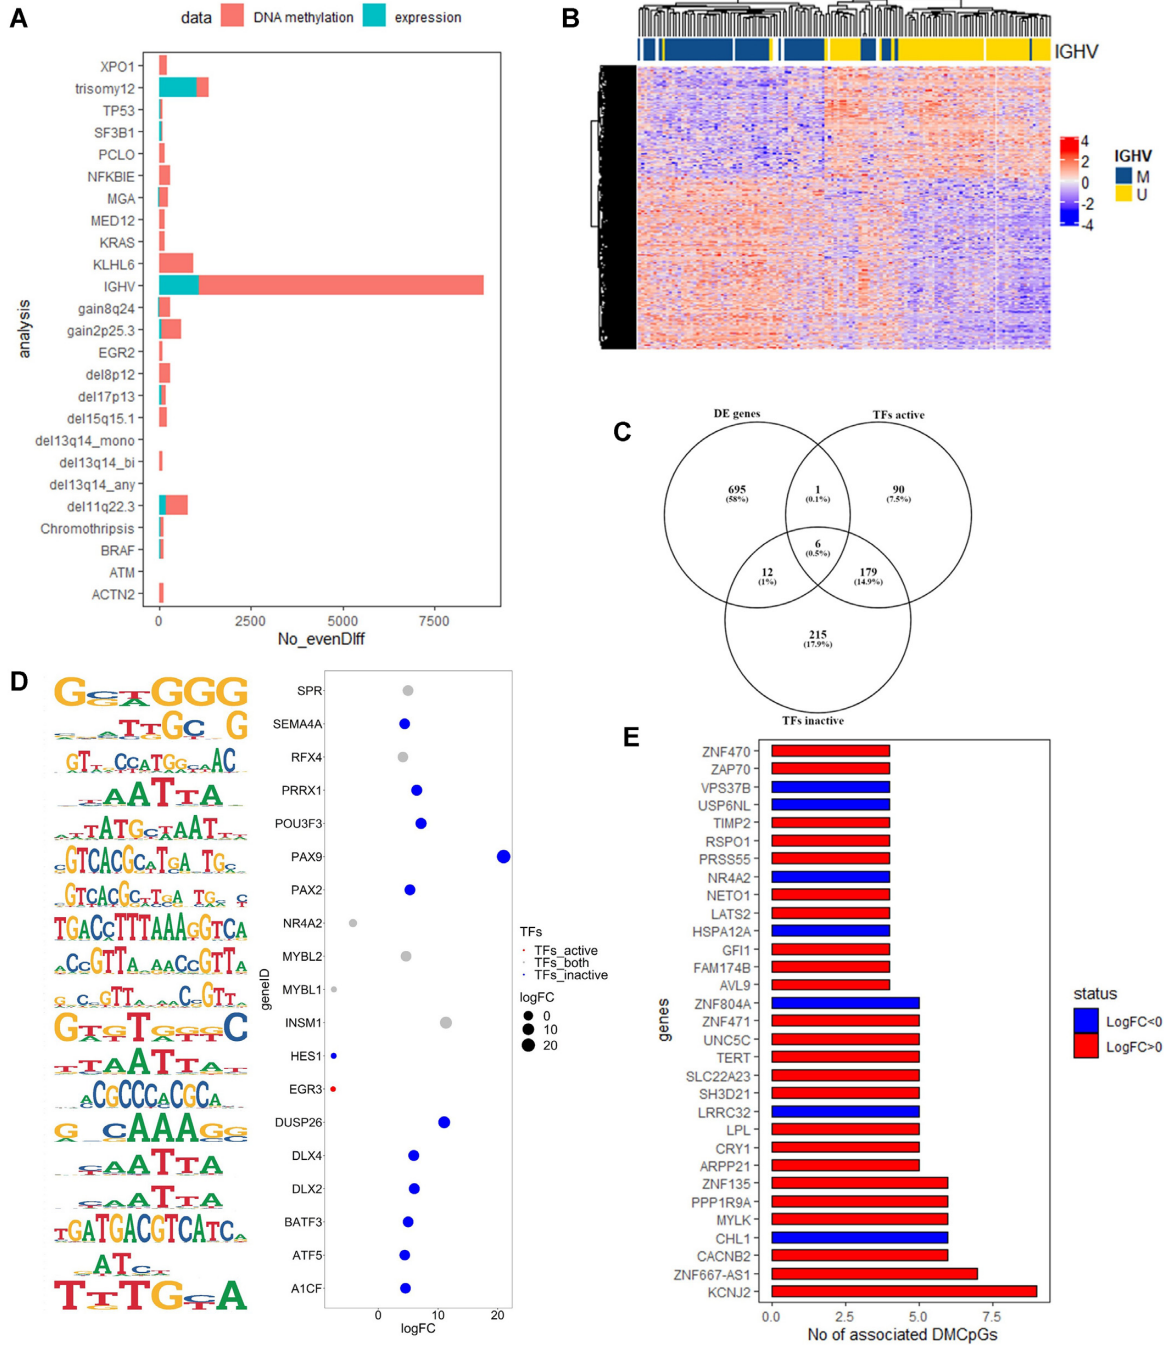 A
data DNA methylation expression
XPO1
trisomy12
TP53
SF3B1
PCLO
NFKBIE
MGA
MED12
KRAS
KLHL6
IGHV
gain8q24
gain2p25.3
EGR2
del8p12
del17p13
del15q15.1
del13q14_mono
del13q14_bi
del13q14_any
del11q22.3
Chromothripsis
BRAF
ATM
ACTN2
analysis
0 2500 5000 7500
No_evenDIff
B
IGHV
4
2
0
-2
-4
IGHV
M
U
C
DE genes
TFs active
695
(58%)
1
(0.1%)
90
(7.5%)
6
(0.5%)
12
(1%)
179
(14.9%)
215
(17.9%)
TFs inactive
D
SPR
SEMA4A
RFX4
PRRX1
POU3F3
PAX9
PAX2
NR4A2
MYBL2
MYBL1
INSM1
HES1
EGR3
DUSP26
DLX4
DLX2
BATF3
ATF5
A1CF
geneID
0 10 20
logFC
TFs
TFs_active
TFs_both
TFs_inactive
logFC
0
10
20
E
ZNF470
ZAP70
VPS37B
USP6NL
TIMP2
RSPO1
PRSS55
NR4A2
NETO1
LATS2
HSPA12A
GFI1
FAM174B
AVL9
ZNF804A
ZNF471
UNC5C
TERT
SLC22A23
SH3D21
LRRC32
LPL
CRY1
ARPP21
ZNF135
PPP1R9A
MYLK
CHL1
CACNB2
ZNF667-AS1
KCNJ2
genes
0.0 2.5 5.0 7.5
No of associated DMCpGs
status
LogFC<0
LogFC>0